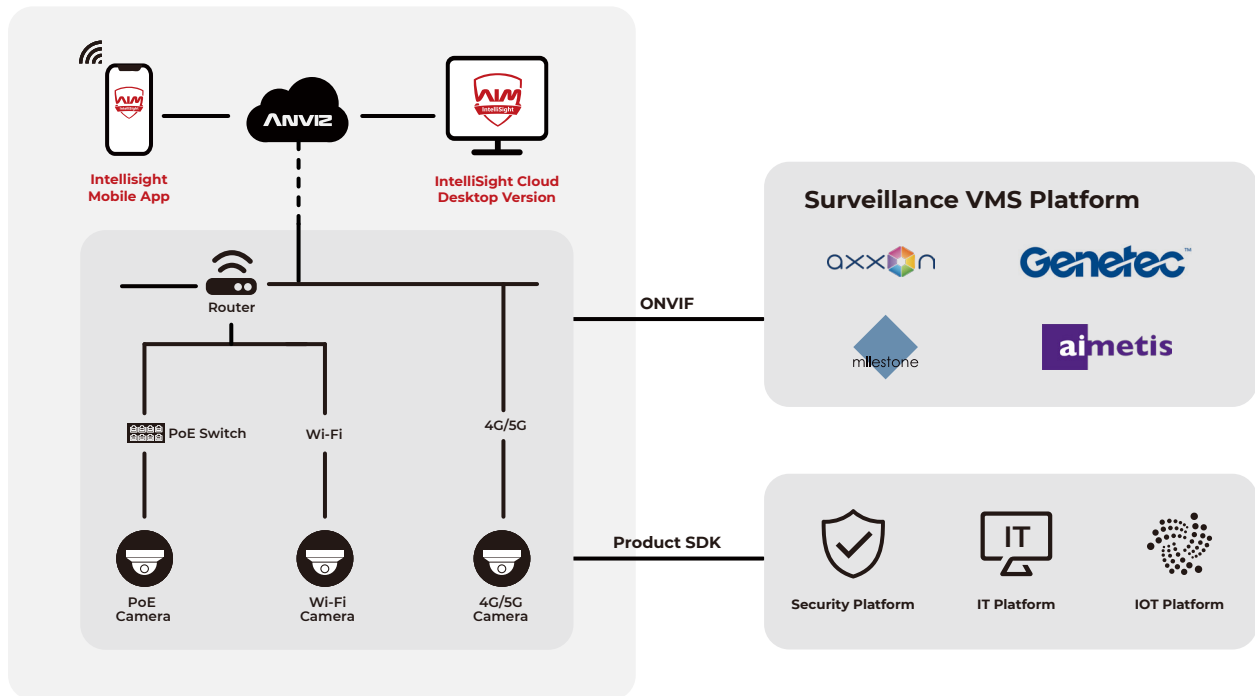 AIM
IntelliSight
ANVIZ
AIM
IntelliSight
Intellisight
Mobile App
IntelliSight Cloud
Desktop Version
Router
PoE Switch
Wi-Fi
4G/5G
PoE
Camera
Wi-Fi
Camera
4G/5G
Camera
ONVIF
Product SDK
Surveillance VMS Platform
axxon
Genetec™
milestone
aimetis
IT
Security Platform
IT Platform
IOT Platform